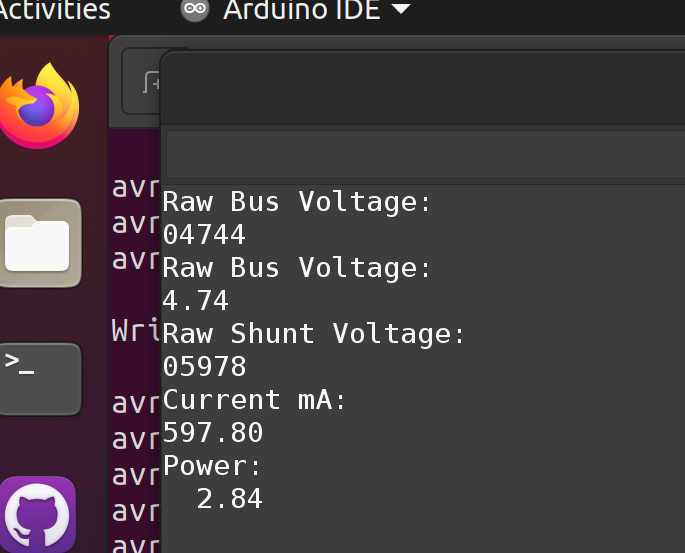 Activities
Arduino IDE
Raw Bus Voltage:
04744
Raw Bus Voltage:
4.74
Raw Shunt Voltage:
05978
Current mA:
597.80
Power:
2.84
avr
avr
avr
Wri
avr
avr
avr
avr
avr
>_